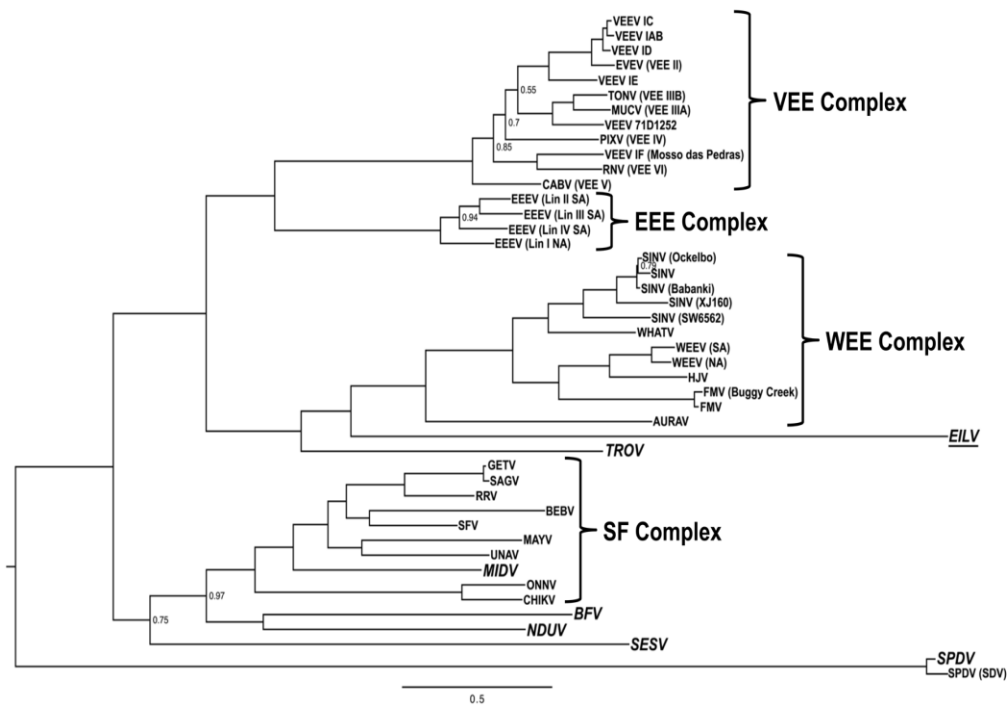 VEEV IC
VEEV IAB
VEEV ID
EVEV (VEE II)
VEEV IE
0.55
TONV (VEE IIIB)
MUCV (VEE IIIA)
VEE Complex
0.7
VEEV 71D1252
PIXV (VEE IV)
0.85
VEEV IF (Mosso das Pedras)
RNV (VEE VI)
CABV (VEE V)
EEEV (Lin II SA)
0.94
EEEV (Lin III SA)
EEE Complex
EEEV (Lin IV SA)
EEEV (Lin I NA)
SINV (Ockelbo)
0.79
SINV
SINV (Babanki)
SINV (XJ160)
SINV (SW6562)
WHATV
WEE Complex
WEEV (SA)
WEEV (NA)
HJV
FMV (Buggy Creek)
FMV
AURAV
EILV
TROV
GETV
SAGV
RRV
BEBV
SFV
SF Complex
MAYV
UNAV
MIDV
ONNV
0.97
CHIKV
BFV
0.75
NDUV
SESV
SPDV
SPDV (SDV)
0.5